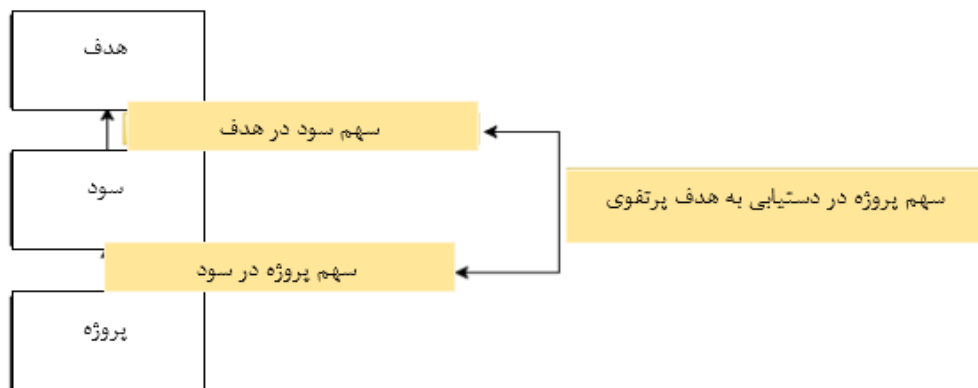 هدف
سهم سود در هدف
سود
سهم پروژه در دستیابی به هدف پرتفوی
سهم پروژه در سود
پروژه